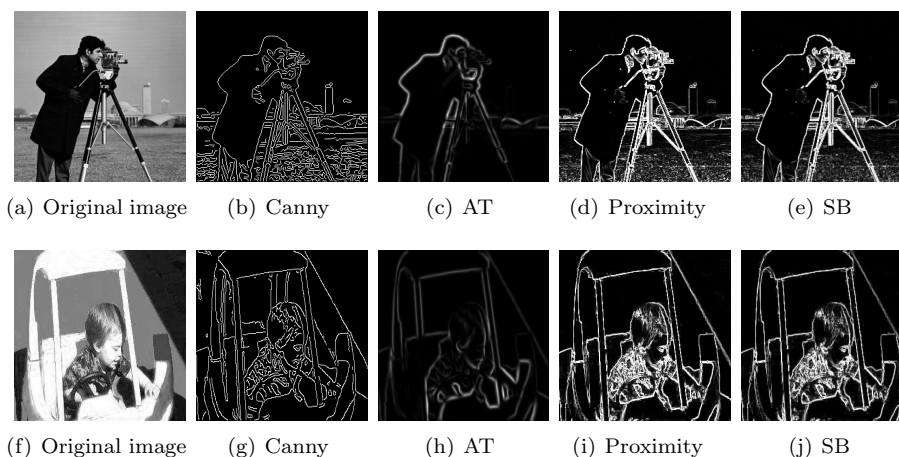 (a) Original image (b) Canny (c) AT (d) Proximity (e) SB
(f) Original image (g) Canny (h) AT (i) Proximity (j) SB